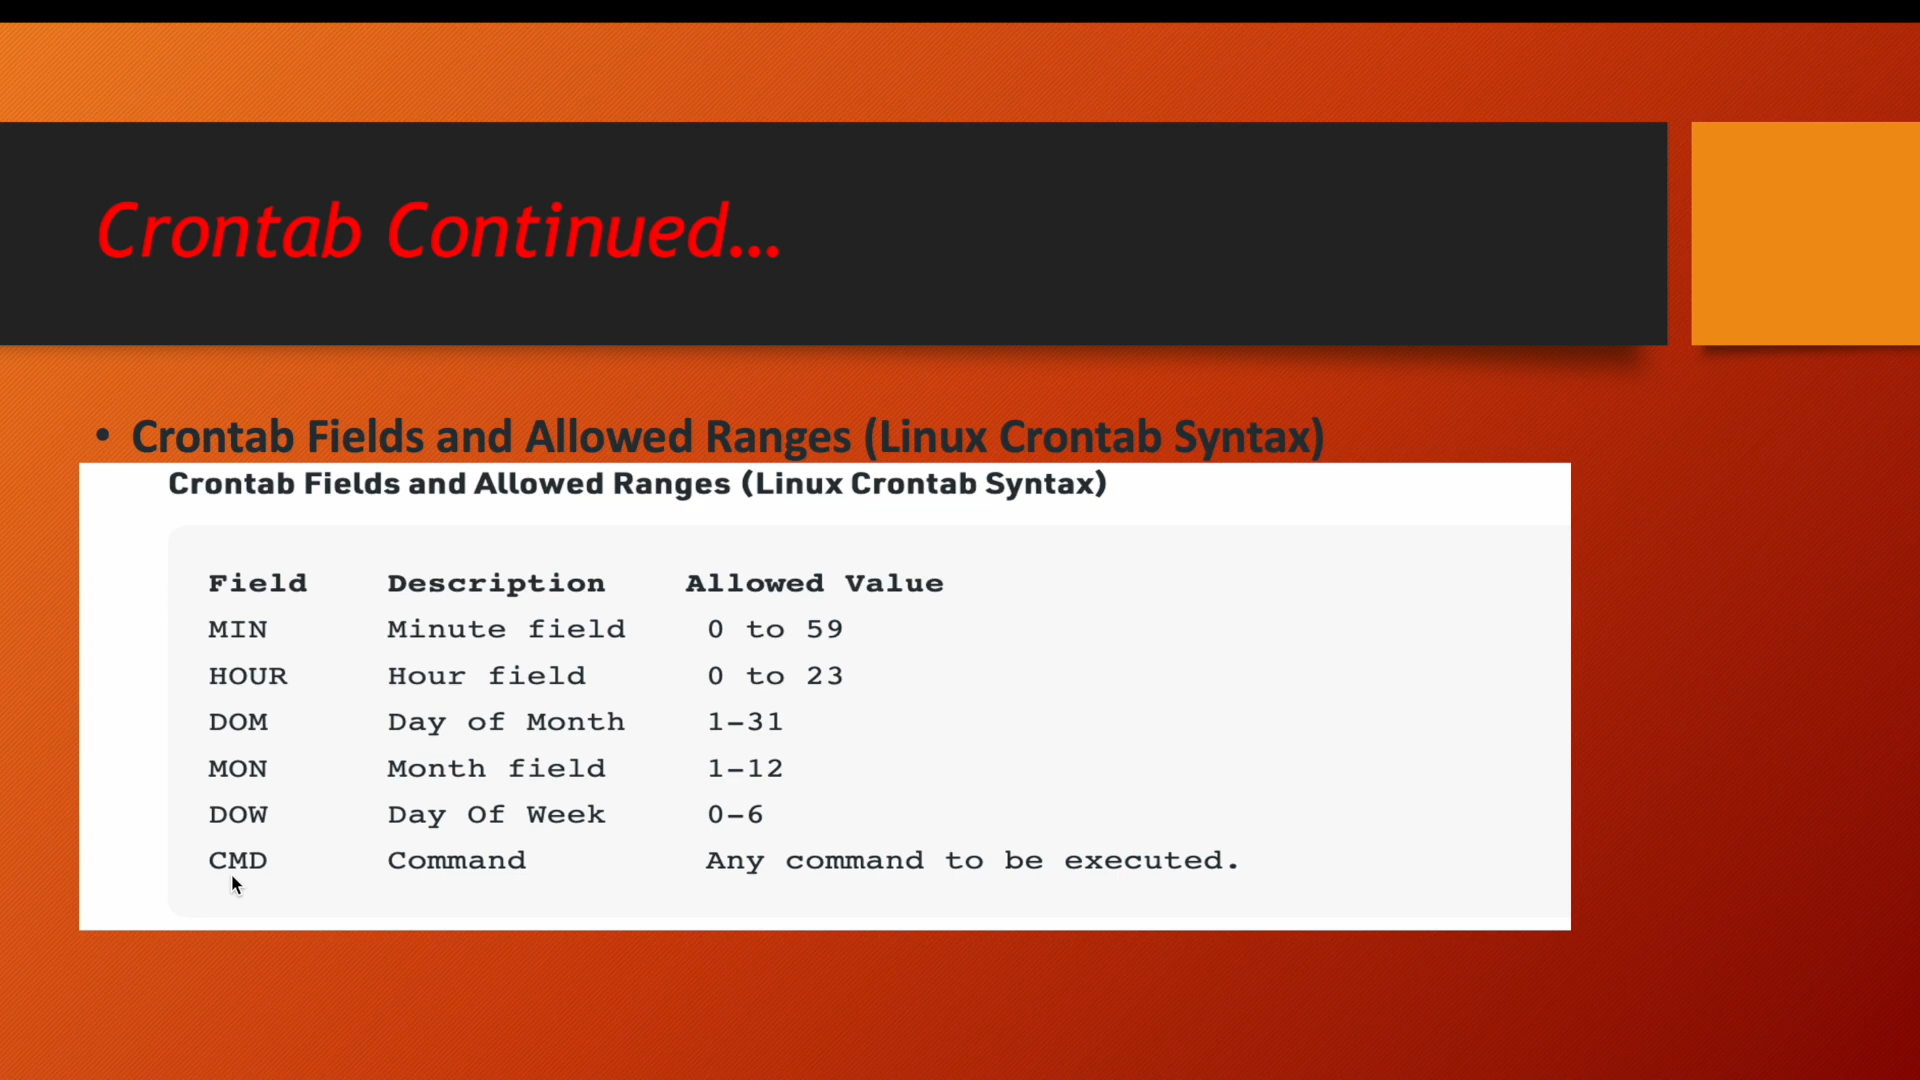 Crontab Continued...
• Crontab Fields and Allowed Ranges (Linux Crontab Syntax)
Crontab Fields and Allowed Ranges (Linux Crontab Syntax)
Field Description Allowed Value
MIN Minute field 0 to 59
HOUR Hour field 0 to 23
DOM Day of Month 1-31
MON Month field 1-12
DOW Day Of Week 0-6
CMD Command Any command to be executed.